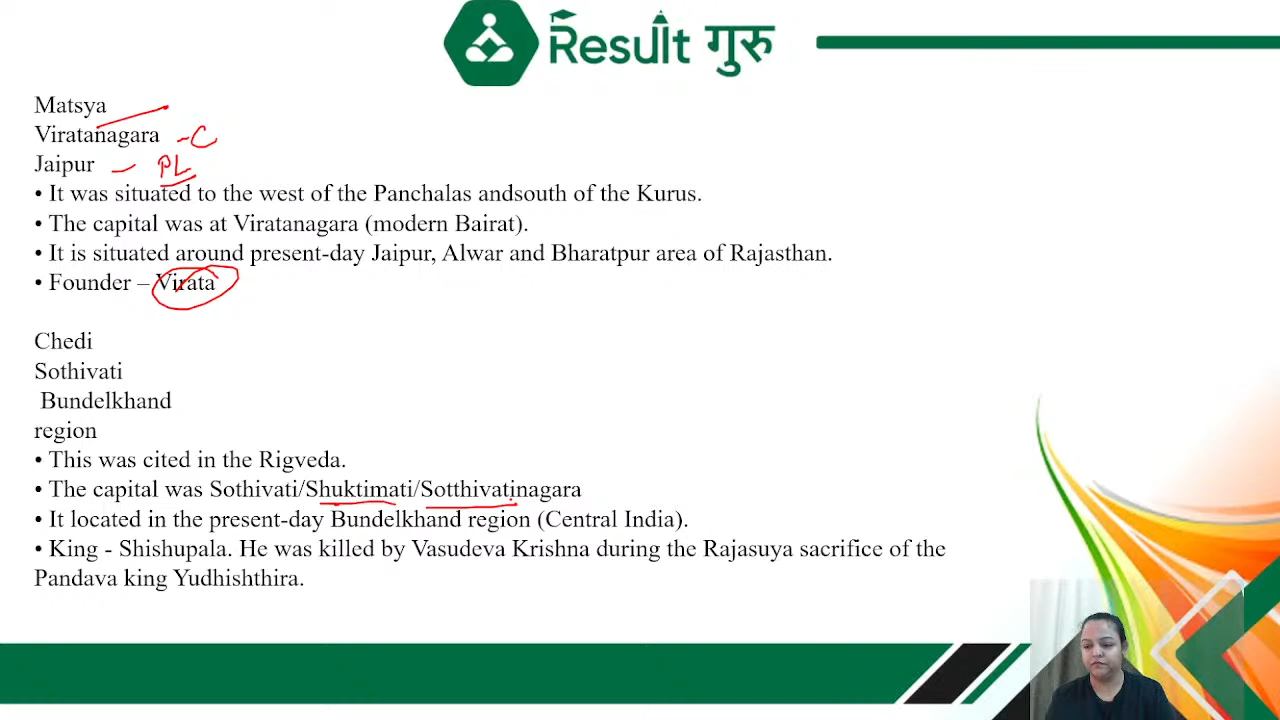 Result गुरु
Matsya
Viratanagara - C
Jaipur - PL
• It was situated to the west of the Panchalas andsouth of the Kurus.
• The capital was at Viratanagara (modern Bairat).
• It is situated around present-day Jaipur, Alwar and Bharatpur area of Rajasthan.
• Founder – Virata
Chedi
Sothivati
Bundelkhand
region
• This was cited in the Rigveda.
• The capital was Sothivati/Shuktimati/Sotthivatinagara
• It located in the present-day Bundelkhand region (Central India).
• King - Shishupala. He was killed by Vasudeva Krishna during the Rajasuya sacrifice of the
Pandava king Yudhishthira.